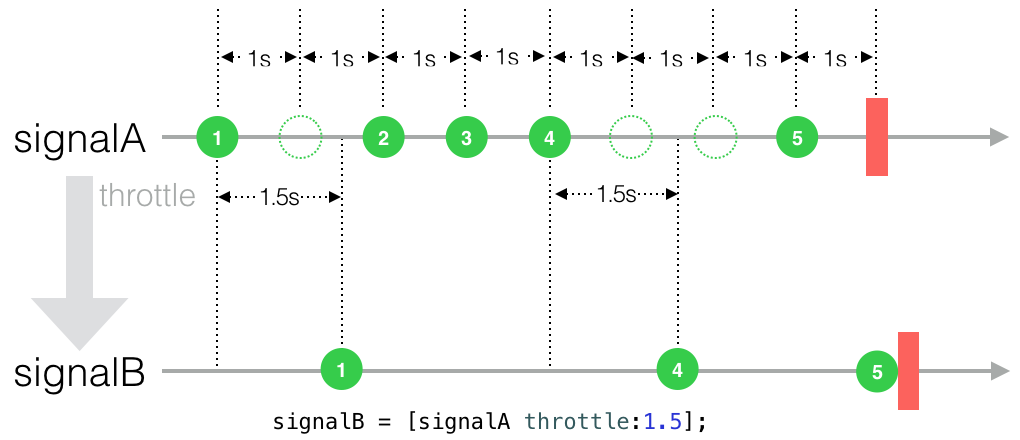 1s 1s 1s 1s 1s 1s 1s 1s
signalA 1 2 3 4 5
throttle 1.5s 1.5s
signalB 1 4 5
signalB = [signalA throttle:1.5];